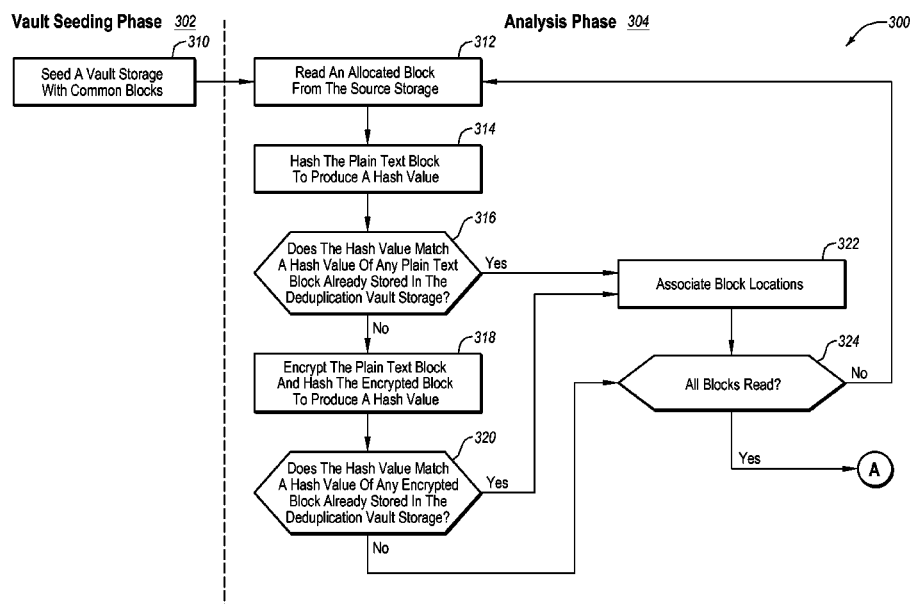 Vault Seeding Phase 302
Analysis Phase 304
300
310
Seed A Vault Storage
With Common Blocks
312
Read An Allocated Block
From The Source Storage
314
Hash The Plain Text Block
To Produce A Hash Value
316
Does The Hash Value Match
A Hash Value Of Any Plain Text
Block Already Stored In The
Deduplication Vault Storage?
Yes
No
318
Encrypt The Plain Text Block
And Hash The Encrypted Block
To Produce A Hash Value
320
Does The Hash Value Match
A Hash Value Of Any Encrypted
Block Already Stored In The
Deduplication Vault Storage?
Yes
No
322
Associate Block Locations
324
All Blocks Read?
No
Yes
A